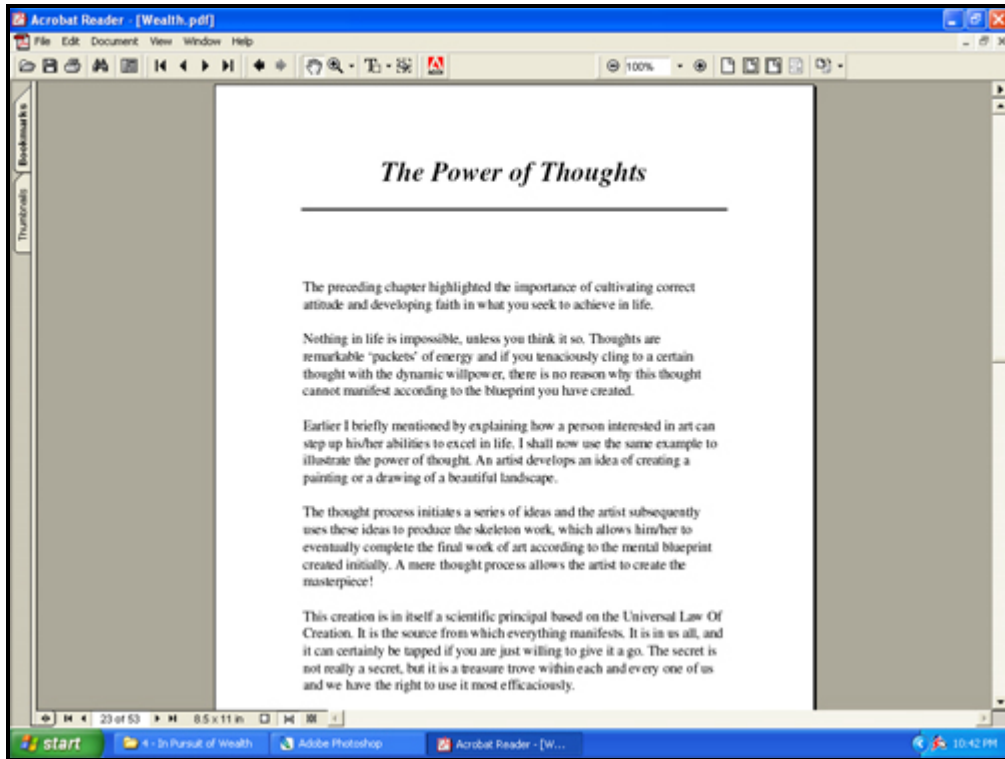 Acrobat Reader - [Wealth.pdf]
File Edit Document View Window Help
100%
Bookmarks
Thumbnails
The Power of Thoughts
The preceding chapter highlighted the importance of cultivating correct
attitude and developing faith in what you seek to achieve in life.
Nothing in life is impossible, unless you think it so. Thoughts are
remarkable ‘packets’ of energy and if you tenaciously cling to a certain
thought with the dynamic willpower, there is no reason why this thought
cannot manifest according to the blueprint you have created.
Earlier I briefly mentioned by explaining how a person interested in art can
step up his/her abilities to excel in life. I shall now use the same example to
illustrate the power of thought. An artist develops an idea of creating a
painting or a drawing of a beautiful landscape.
The thought process initiates a series of ideas and the artist subsequently
uses these ideas to produce the skeleton work, which allows him/her to
eventually complete the final work of art according to the mental blueprint
created initially. A mere thought process allows the artist to create the
masterpiece!
This creation is in itself a scientific principal based on the Universal Law Of
Creation. It is the source from which everything manifests. It is in us all, and
it can certainly be tapped if you are just willing to give it a go. The secret is
not really a secret, but it is a treasure trove within each and every one of us
and we have the right to use it most efficaciously.
23 of 53 8.5 x 11 in
start 4 - In Pursuit of Wealth Adobe Photoshop Acrobat Reader - [W... 10:42 PM